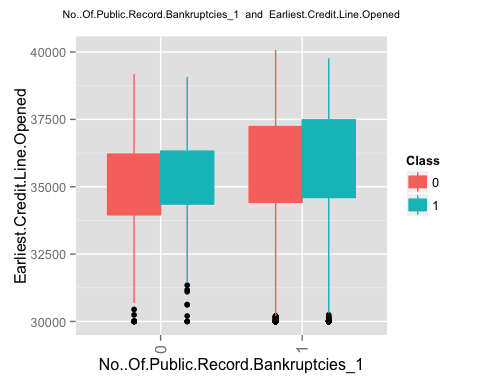 No..Of.Public.Record.Bankruptcies_1 and Earliest.Credit.Line.Opened
Earliest.Credit.Line.Opened
40000
37500
35000
32500
30000
0
1
No..Of.Public.Record.Bankruptcies_1
Class
0
1